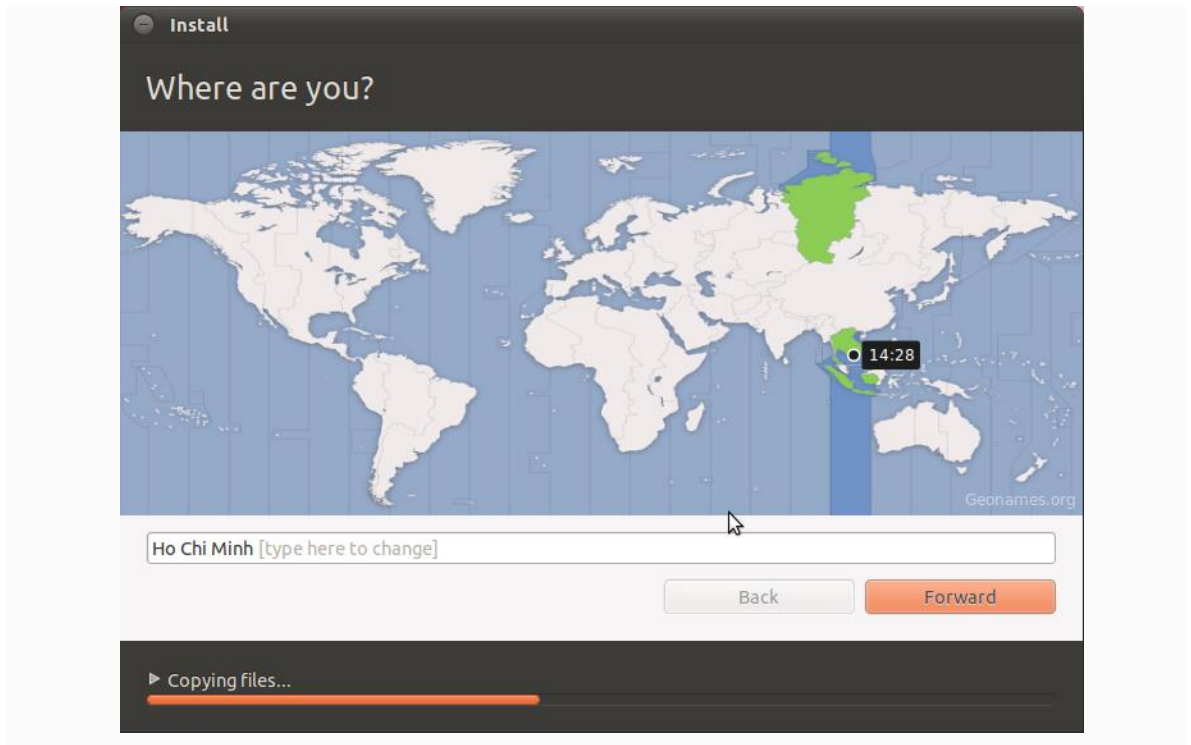 Install
Where are you?
14:28
Geonames.org
Ho Chi Minh [type here to change]
Back
Forward
Copying files...